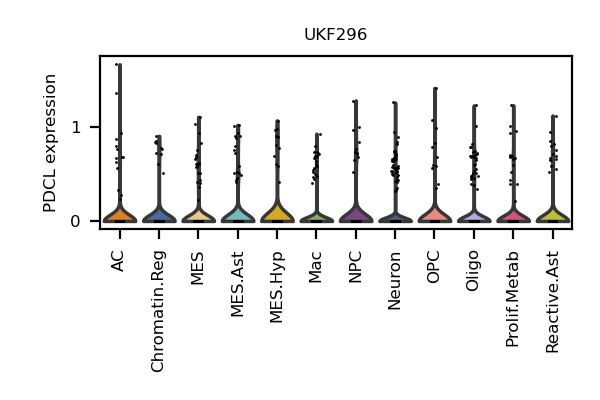 UKF296
PDCL expression
1
0
AC
Chromatin.Reg
MES
MES.Ast
MES.Hyp
Mac
NPC
Neuron
OPC
Oligo
Prolif.Metab
Reactive.Ast